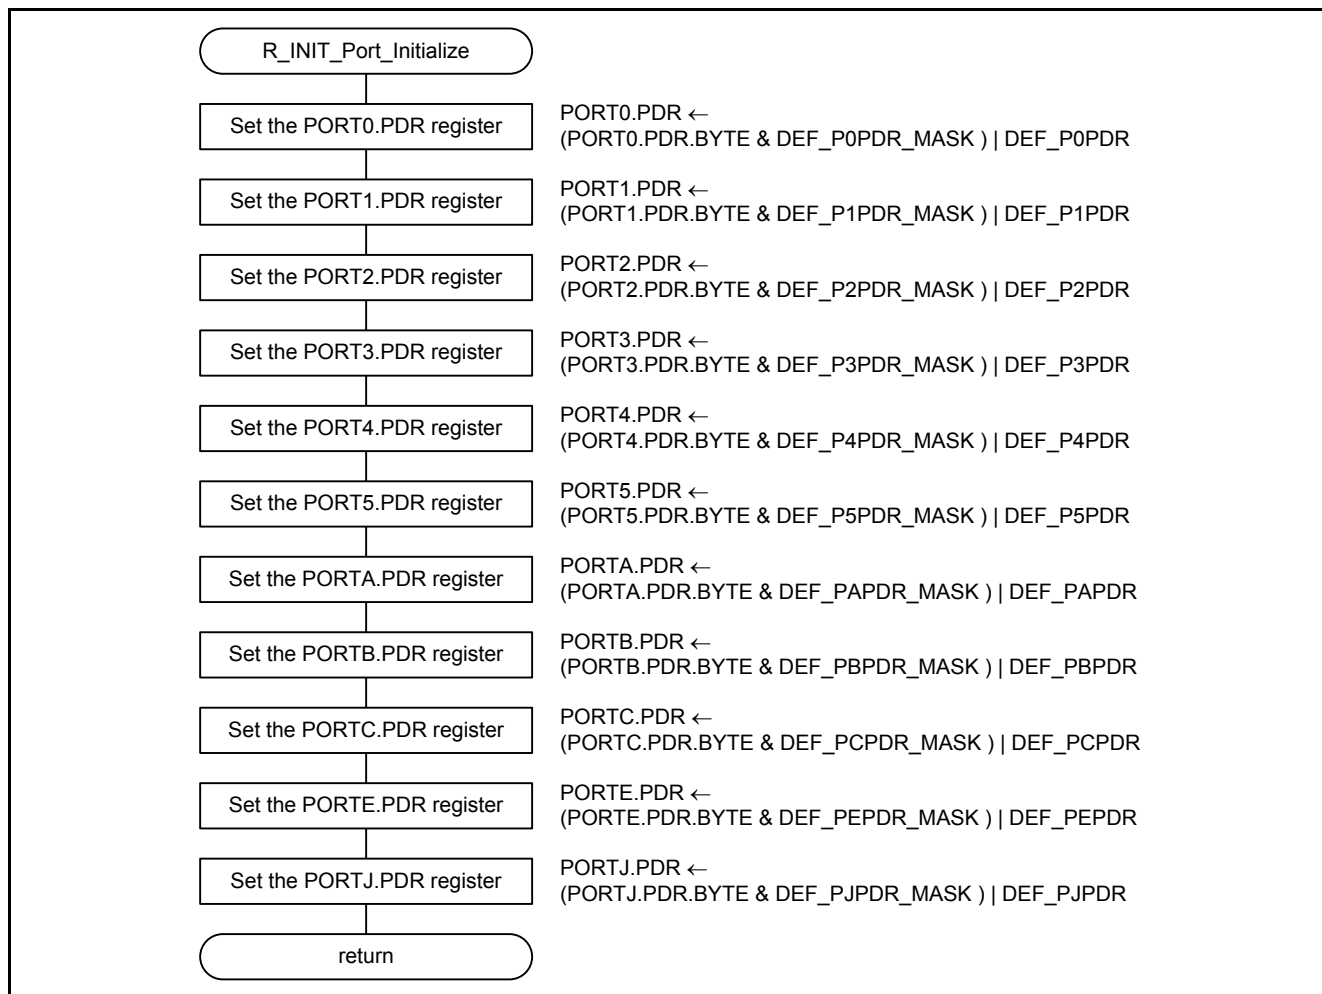 R_INIT_Port_Initialize
Set the PORT0.PDR register
PORT0.PDR ←
(PORT0.PDR.BYTE & DEF_P0PDR_MASK ) | DEF_P0PDR
Set the PORT1.PDR register
PORT1.PDR ←
(PORT1.PDR.BYTE & DEF_P1PDR_MASK ) | DEF_P1PDR
Set the PORT2.PDR register
PORT2.PDR ←
(PORT2.PDR.BYTE & DEF_P2PDR_MASK ) | DEF_P2PDR
Set the PORT3.PDR register
PORT3.PDR ←
(PORT3.PDR.BYTE & DEF_P3PDR_MASK ) | DEF_P3PDR
Set the PORT4.PDR register
PORT4.PDR ←
(PORT4.PDR.BYTE & DEF_P4PDR_MASK ) | DEF_P4PDR
Set the PORT5.PDR register
PORT5.PDR ←
(PORT5.PDR.BYTE & DEF_P5PDR_MASK ) | DEF_P5PDR
Set the PORTA.PDR register
PORTA.PDR ←
(PORTA.PDR.BYTE & DEF_PAPDR_MASK ) | DEF_PAPDR
Set the PORTB.PDR register
PORTB.PDR ←
(PORTB.PDR.BYTE & DEF_PBPDR_MASK ) | DEF_PBPDR
Set the PORTC.PDR register
PORTC.PDR ←
(PORTC.PDR.BYTE & DEF_PCPDR_MASK ) | DEF_PCPDR
Set the PORTE.PDR register
PORTE.PDR ←
(PORTE.PDR.BYTE & DEF_PEPDR_MASK ) | DEF_PEPDR
Set the PORTJ.PDR register
PORTJ.PDR ←
(PORTJ.PDR.BYTE & DEF_PJPDR_MASK ) | DEF_PJPDR
return